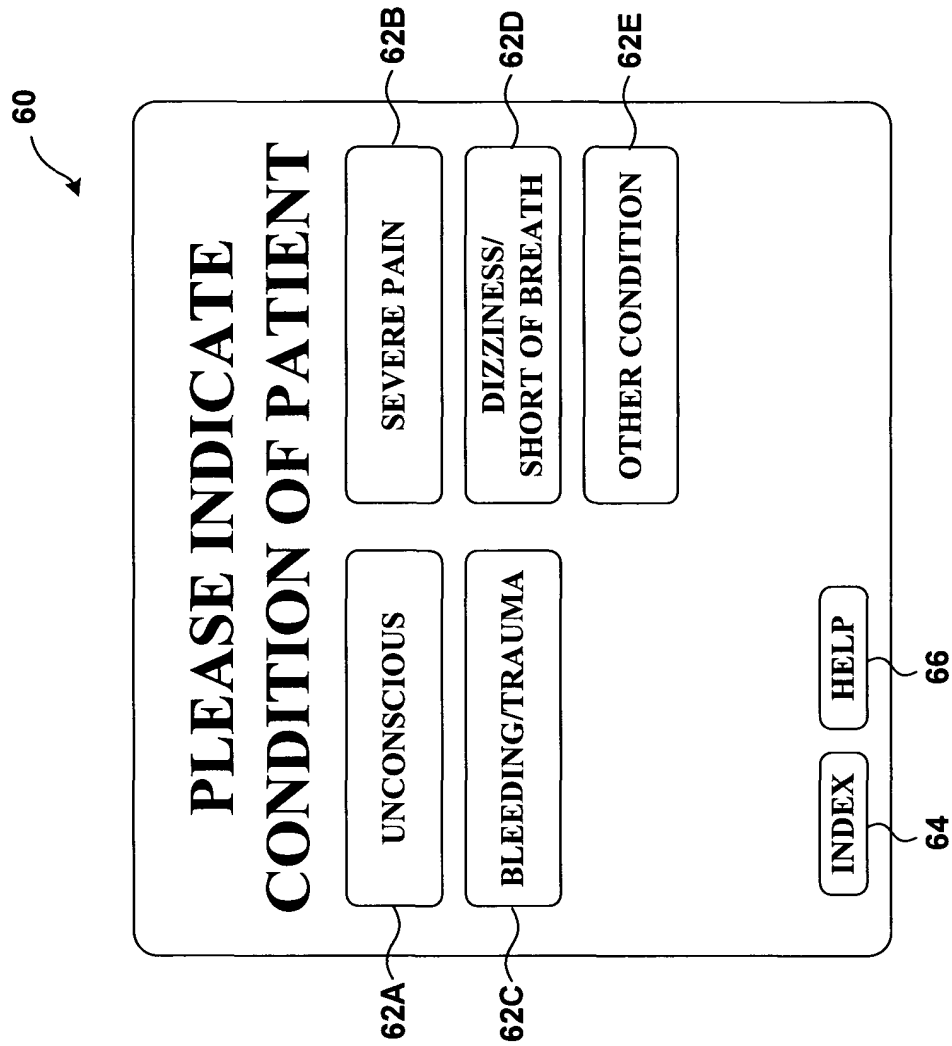 60
PLEASE INDICATE
CONDITION OF PATIENT
62A
UNCONSCIOUS
SEVERE PAIN
62B
62C
BLEEDING/TRAUMA
DIZZINESS/
SHORT OF BREATH
62D
OTHER CONDITION
62E
INDEX
HELP
64
66